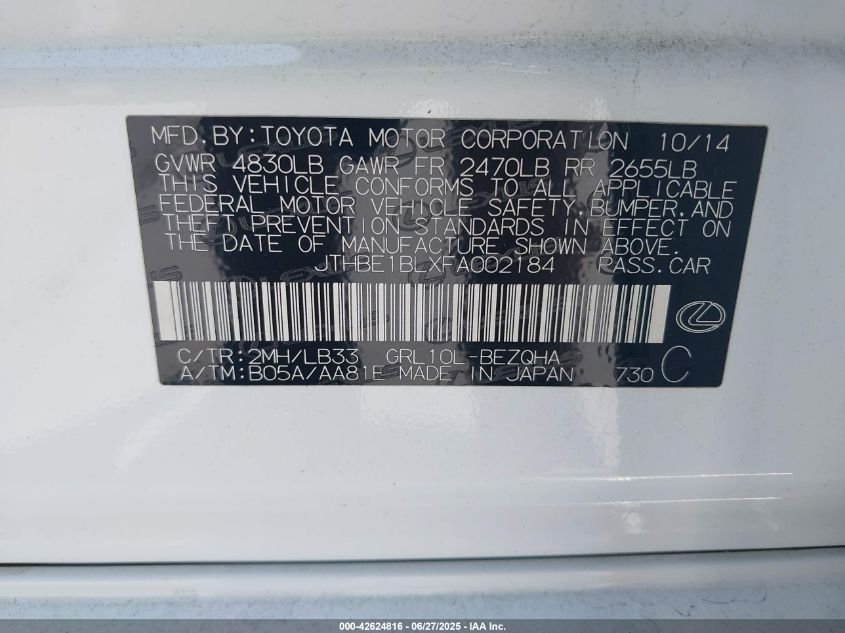 MFD.BY:TOYOTA MOTOR CORPORATION 10/14
GVWR 4830LB GAWR FR 2470LB RR 2655LB
THIS VEHICLE CONFORMS TO ALL APPLICABLE
FEDERAL MOTOR VEHICLE SAFETY,BUMPER,AND
THEFT PREVENTION STANDARDS IN EFFECT ON
THE DATE OF MANUFACTURE SHOWN ABOVE.
JTHBE1BLXFA002184 PASS.CAR
C/TR:2MH/LB33 GRL10L-BEZQHA
A/TM:B05A/AA81E MADE IN JAPAN 730 C
000-42624816 - 06/27/2025 - IAA Inc.